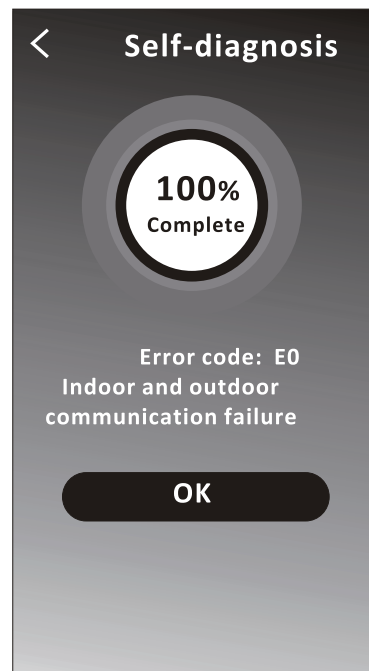 Self-diagnosis
100%
Complete
Error code: E0
Indoor and outdoor
communication failure
OK